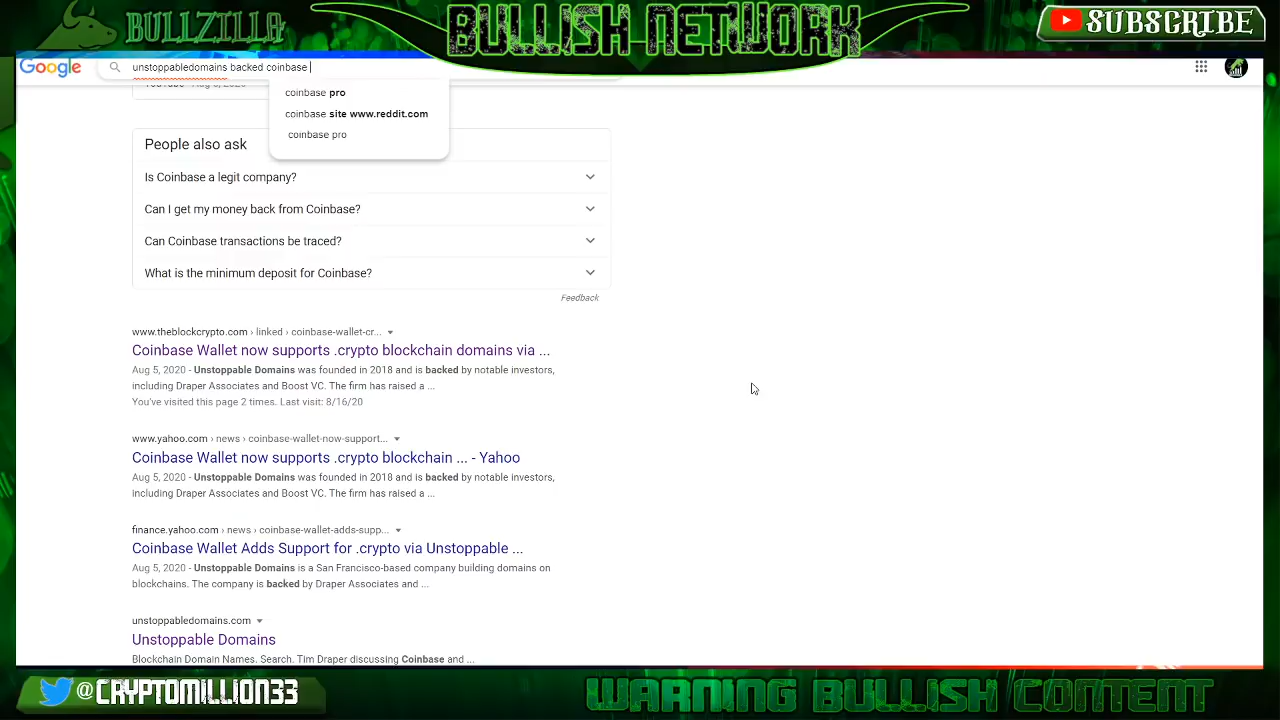 BULLZILLA
BULLISH NETWORK
SUBSCRIBE
Google
unstoppabledomains backed coinbase
coinbase pro
coinbase site www.reddit.com
coinbase pro
YouTube - Aug 6, 2020
People also ask
Is Coinbase a legit company?
Can I get my money back from Coinbase?
Can Coinbase transactions be traced?
What is the minimum deposit for Coinbase?
Feedback
www.theblockcrypto.com › linked › coinbase-wallet-cr...
Coinbase Wallet now supports .crypto blockchain domains via ...
Aug 5, 2020 - Unstoppable Domains was founded in 2018 and is backed by notable investors,
including Draper Associates and Boost VC. The firm has raised a ...
You've visited this page 2 times. Last visit: 8/16/20
www.yahoo.com › news › coinbase-wallet-now-support...
Coinbase Wallet now supports .crypto blockchain ... - Yahoo
Aug 5, 2020 - Unstoppable Domains was founded in 2018 and is backed by notable investors,
including Draper Associates and Boost VC. The firm has raised a ...
finance.yahoo.com › news › coinbase-wallet-adds-supp...
Coinbase Wallet Adds Support for .crypto via Unstoppable ...
Aug 5, 2020 - Unstoppable Domains is a San Francisco-based company building domains on
blockchains. The company is backed by Draper Associates and ...
unstoppabledomains.com
Unstoppable Domains
Blockchain Domain Names. Search. Tim Draper discussing Coinbase and ...
@CRYPTOMILLION33
WARNING BULLISH CONTENT